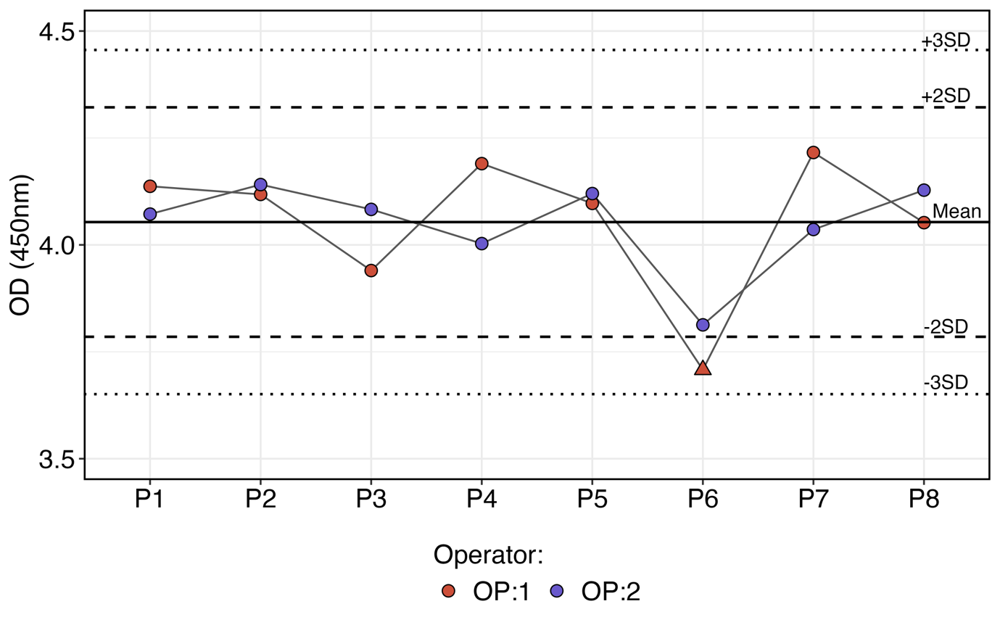 4.5
+3SD
+2SD
OD (450nm)
Mean
4.0
-2SD
-3SD
3.5
P1 P2 P3 P4 P5 P6 P7 P8
Operator:
OP:1 OP:2